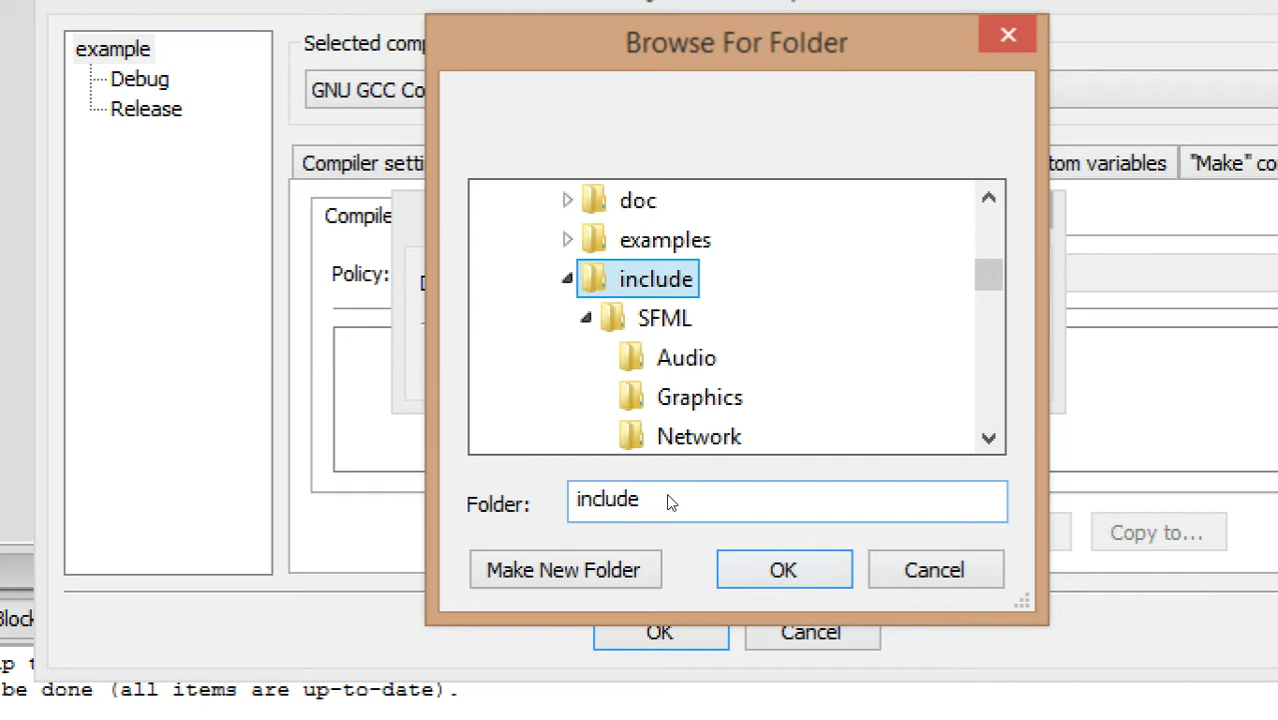 Browse For Folder
example
Debug
Release
Selected comp
GNU GCC Co
Compiler setti
tom variables
"Make" co
Compile
Policy:
doc
examples
include
SFML
Audio
Graphics
Network
Folder:
include
Copy to...
Make New Folder
OK
Cancel
OK
Cancel
be done (all items are up-to-date).